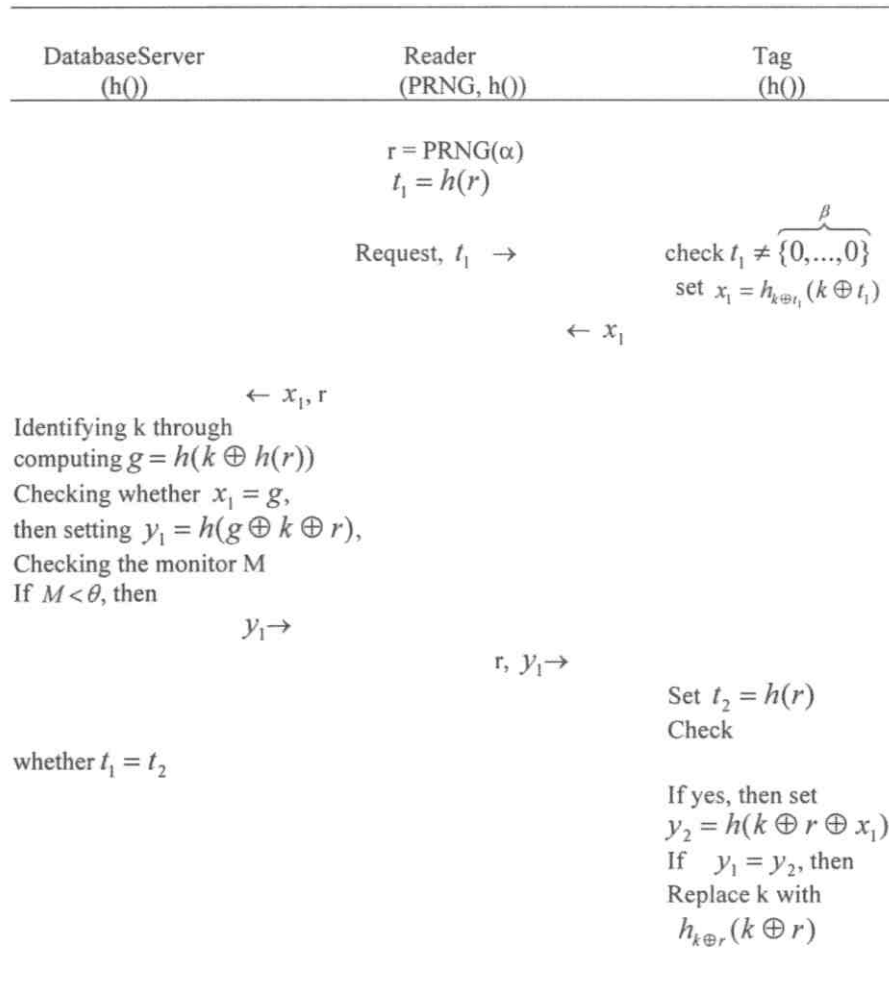 DatabaseServer Reader Tag
(h()) (PRNG, h()) (h())
r = PRNG(α)
t₁ = h(r)
β
Request, t₁ → check t₁ ≠ {0,...,0}
set x₁ = h_{k⊕t₁}(k ⊕ t₁)
← x₁
← x₁, r
Identifying k through
computing g = h(k ⊕ h(r))
Checking whether x₁ = g,
then setting y₁ = h(g ⊕ k ⊕ r),
Checking the monitor M
If M < θ, then
y₁→
r, y₁→
Set t₂ = h(r)
Check
whether t₁ = t₂
If yes, then set
y₂ = h(k ⊕ r ⊕ x₁)
If y₁ = y₂, then
Replace k with
h_{k⊕r}(k ⊕ r)